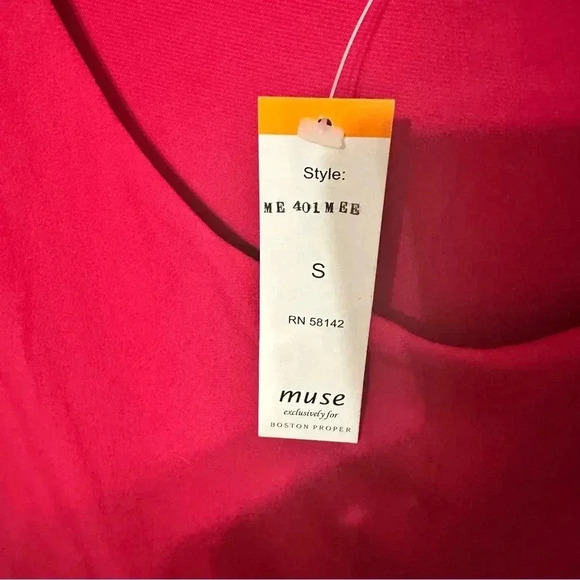 Style:
ME 401MEE
S
RN 58142
muse
exclusively for
BOSTON PROPER